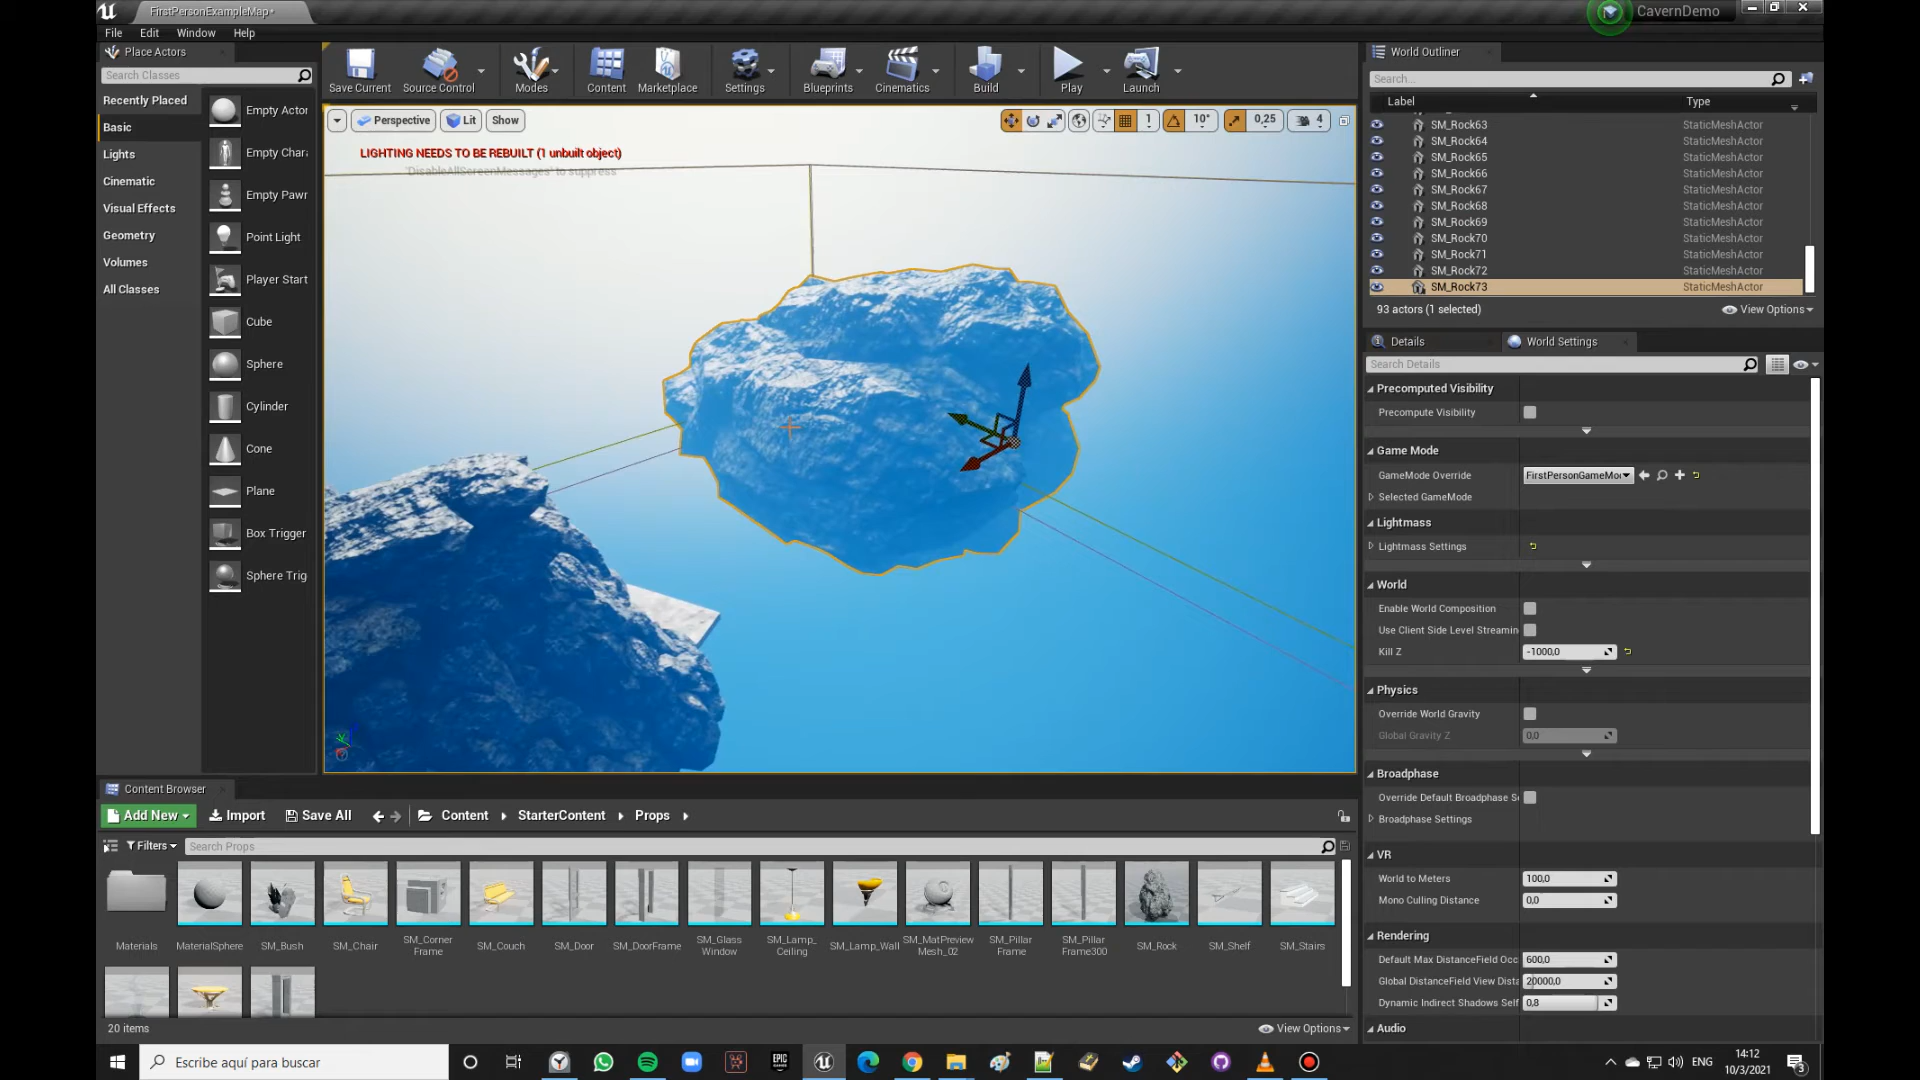 FirstPersonExampleMap*
CavernDemo
File Edit Window Help
Place Actors
Search Classes
Recently Placed
Basic
Lights
Cinematic
Visual Effects
Geometry
Volumes
All Classes
Empty Actor
Empty Chara
Empty Pawn
Point Light
Player Start
Cube
Sphere
Cylinder
Cone
Plane
Box Trigger
Sphere Trig
Save Current
Source Control
Modes
Content
Marketplace
Settings
Blueprints
Cinematics
Build
Play
Launch
Perspective
Lit
Show
1
10°
0,25
4
LIGHTING NEEDS TO BE REBUILT (1 unbuilt object)
'DisableAllScreenMessages' to suppress
World Outliner
Search...
Label Type
SM_Rock63 StaticMeshActor
SM_Rock64 StaticMeshActor
SM_Rock65 StaticMeshActor
SM_Rock66 StaticMeshActor
SM_Rock67 StaticMeshActor
SM_Rock68 StaticMeshActor
SM_Rock69 StaticMeshActor
SM_Rock70 StaticMeshActor
SM_Rock71 StaticMeshActor
SM_Rock72 StaticMeshActor
SM_Rock73 StaticMeshActor
93 actors (1 selected)
View Options
Details
World Settings
Search Details
Precomputed Visibility
Precompute Visibility
Game Mode
GameMode Override FirstPersonGameMo
Selected GameMode
Lightmass
Lightmass Settings
World
Enable World Composition
Use Client Side Level Streamin
Kill Z -1000,0
Physics
Override World Gravity
Global Gravity Z 0,0
Broadphase
Override Default Broadphase S
Broadphase Settings
VR
World to Meters 100,0
Mono Culling Distance 0,0
Rendering
Default Max DistanceField Occ 600,0
Global DistanceField View Dista 20000,0
Dynamic Indirect Shadows Self 0,8
Audio
Content Browser
Add New
Import
Save All
Content
StarterContent
Props
Filters
Search Props
Materials
MaterialSphere
SM_Bush
SM_Chair
SM_Corner
Frame
SM_Couch
SM_Door
SM_DoorFrame
SM_Glass
Window
SM_Lamp_
Ceiling
SM_Lamp_Wall
SM_MatPreview
Mesh_02
SM_Pillar
Frame
SM_Pillar
Frame300
SM_Rock
SM_Shelf
SM_Stairs
20 items
View Options
Escribe aquí para buscar
EPIC
GAMES
ENG
14:12
10/3/2021
3